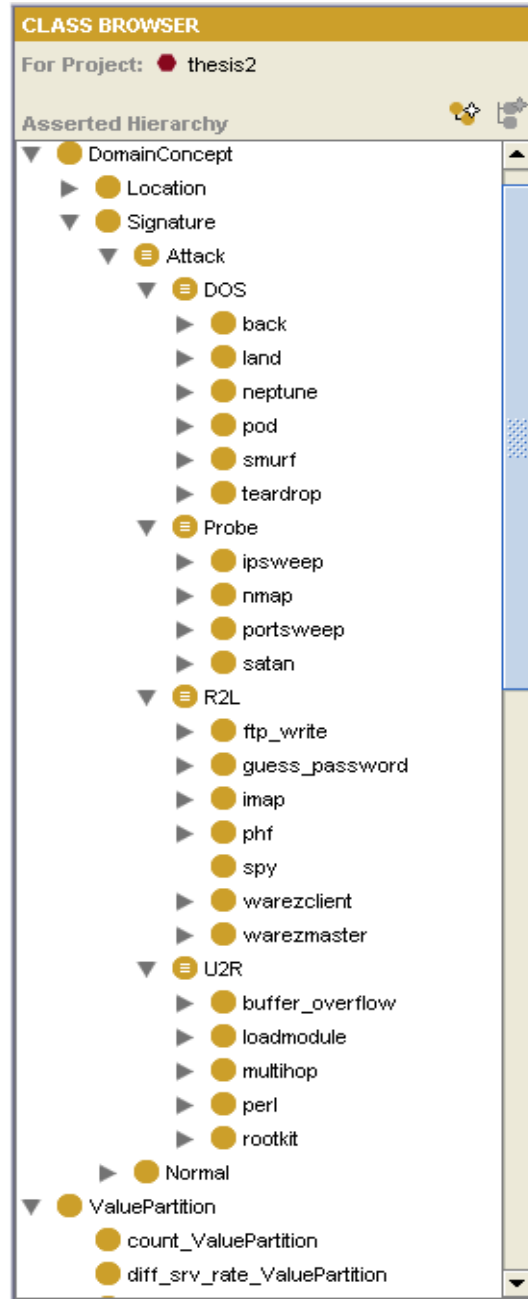 CLASS BROWSER
For Project: thesis2
Asserted Hierarchy
DomainConcept
Location
Signature
Attack
DOS
back
land
neptune
pod
smurf
teardrop
Probe
ipsweep
nmap
portsweep
satan
R2L
ftp_write
guess_password
imap
phf
spy
warezclient
warezmaster
U2R
buffer_overflow
loadmodule
multihop
perl
rootkit
Normal
ValuePartition
count_ValuePartition
diff_srv_rate_ValuePartition